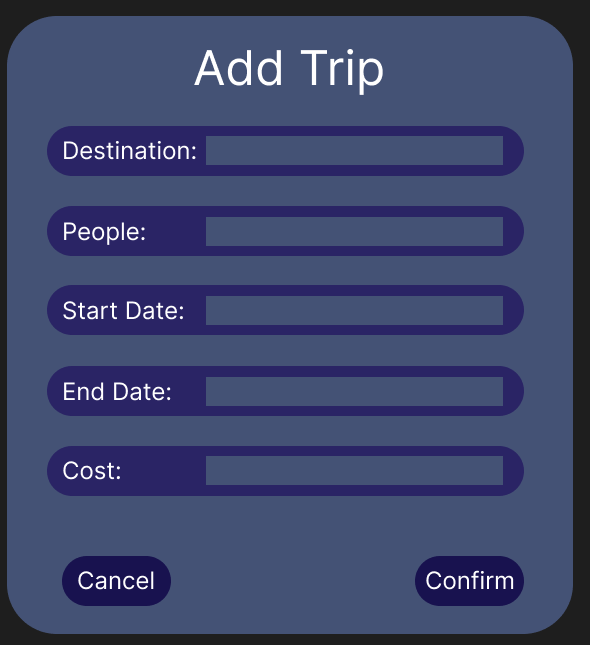 Add Trip
Destination:
People:
Start Date:
End Date:
Cost:
Cancel Confirm